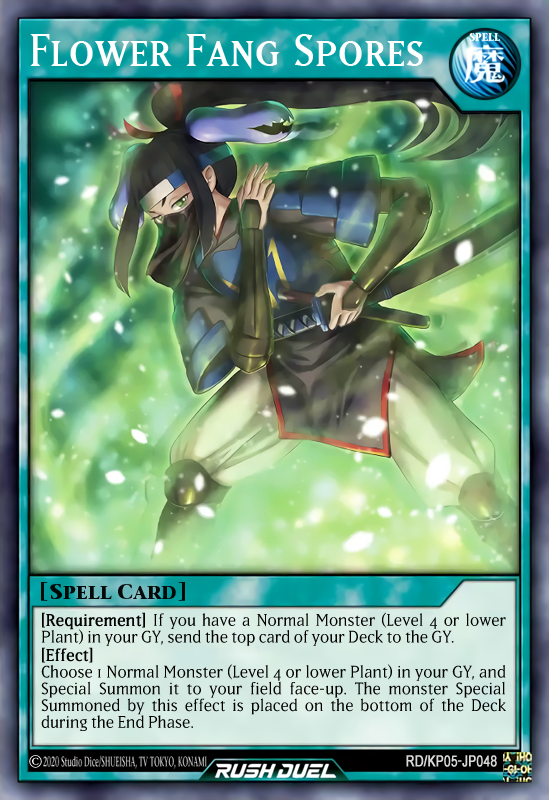 Flower Fang Spores
SPELL
魔
[Spell Card]
[Requirement] If you have a Normal Monster (Level 4 or lower
Plant) in your GY, send the top card of your Deck to the GY.
[Effect]
Choose 1 Normal Monster (Level 4 or lower Plant) in your GY, and
Special Summon it to your field face-up. The monster Special
Summoned by this effect is placed on the bottom of the Deck
during the End Phase.
©2020 Studio Dice/SHUEISHA, TV TOKYO, KONAMI
RUSH DUEL
RD/KP05-JP048